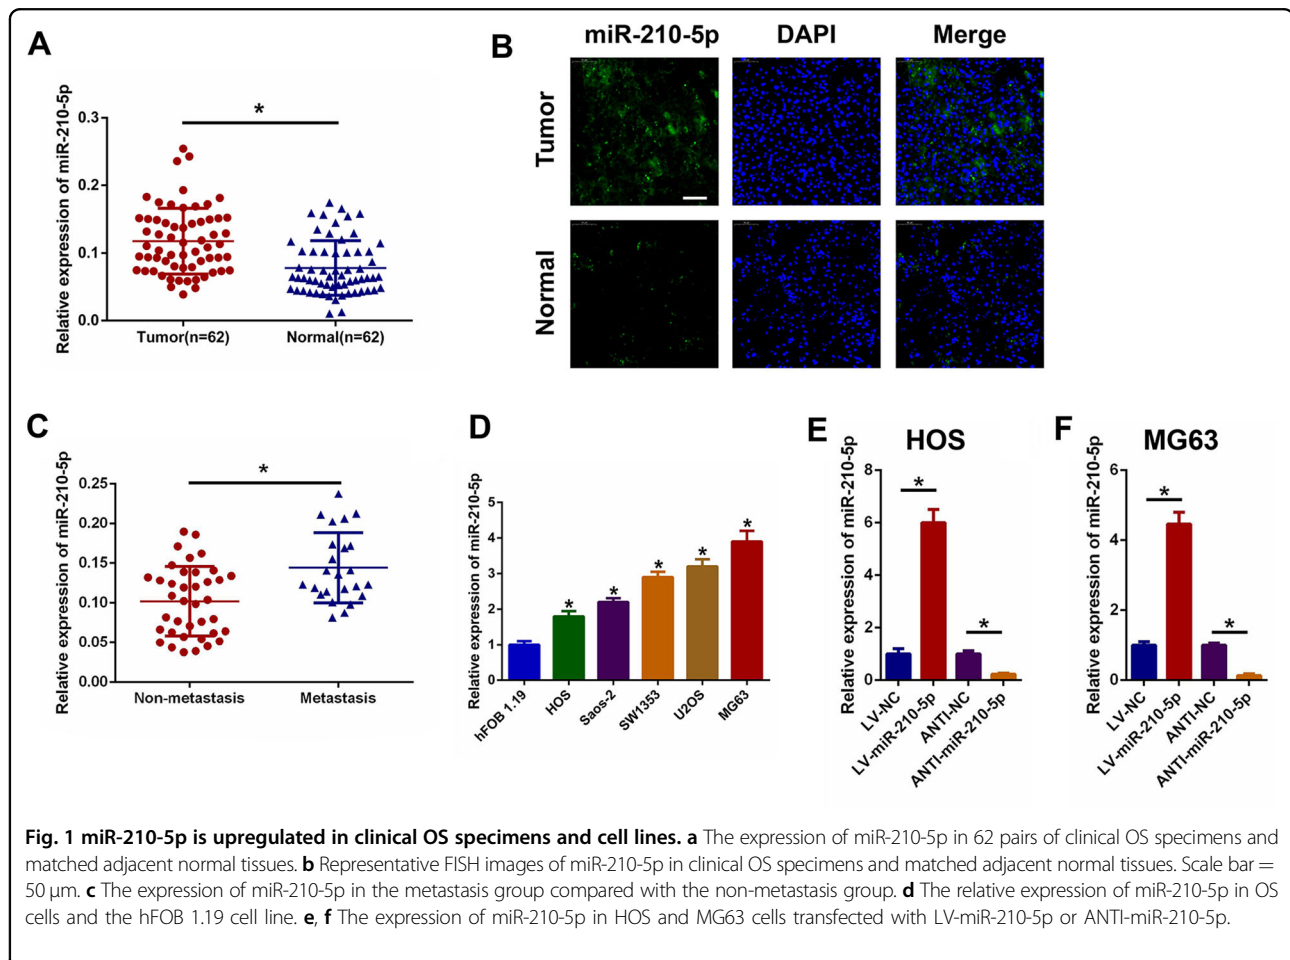 A
Relative expression of miR-210-5p
0.3
0.2
0.1
0.0
*
Tumor(n=62)
Normal(n=62)
B
miR-210-5p
DAPI
Merge
Tumor
Normal
C
Relative expression of miR-210-5p
0.25
0.20
0.15
0.10
0.05
0.00
*
Non-metastasis
Metastasis
D
Relative expression of miR-210-5p
5
4
3
2
1
0
*
*
*
*
*
hFOB 1.19
HOS
Saos-2
SW1353
U2OS
MG63
E
HOS
Relative expression of miR-210-5p
8
6
4
2
0
*
*
LV-NC
LV-miR-210-5p
ANTI-NC
ANTI-miR-210-5p
F
MG63
Relative expression of miR-210-5p
6
4
2
0
*
*
LV-NC
LV-miR-210-5p
ANTI-NC
ANTI-miR-210-5p
Fig. 1 miR-210-5p is upregulated in clinical OS specimens and cell lines. a The expression of miR-210-5p in 62 pairs of clinical OS specimens and
matched adjacent normal tissues. b Representative FISH images of miR-210-5p in clinical OS specimens and matched adjacent normal tissues. Scale bar =
50 μm. c The expression of miR-210-5p in the metastasis group compared with the non-metastasis group. d The relative expression of miR-210-5p in OS
cells and the hFOB 1.19 cell line. e, f The expression of miR-210-5p in HOS and MG63 cells transfected with LV-miR-210-5p or ANTI-miR-210-5p.